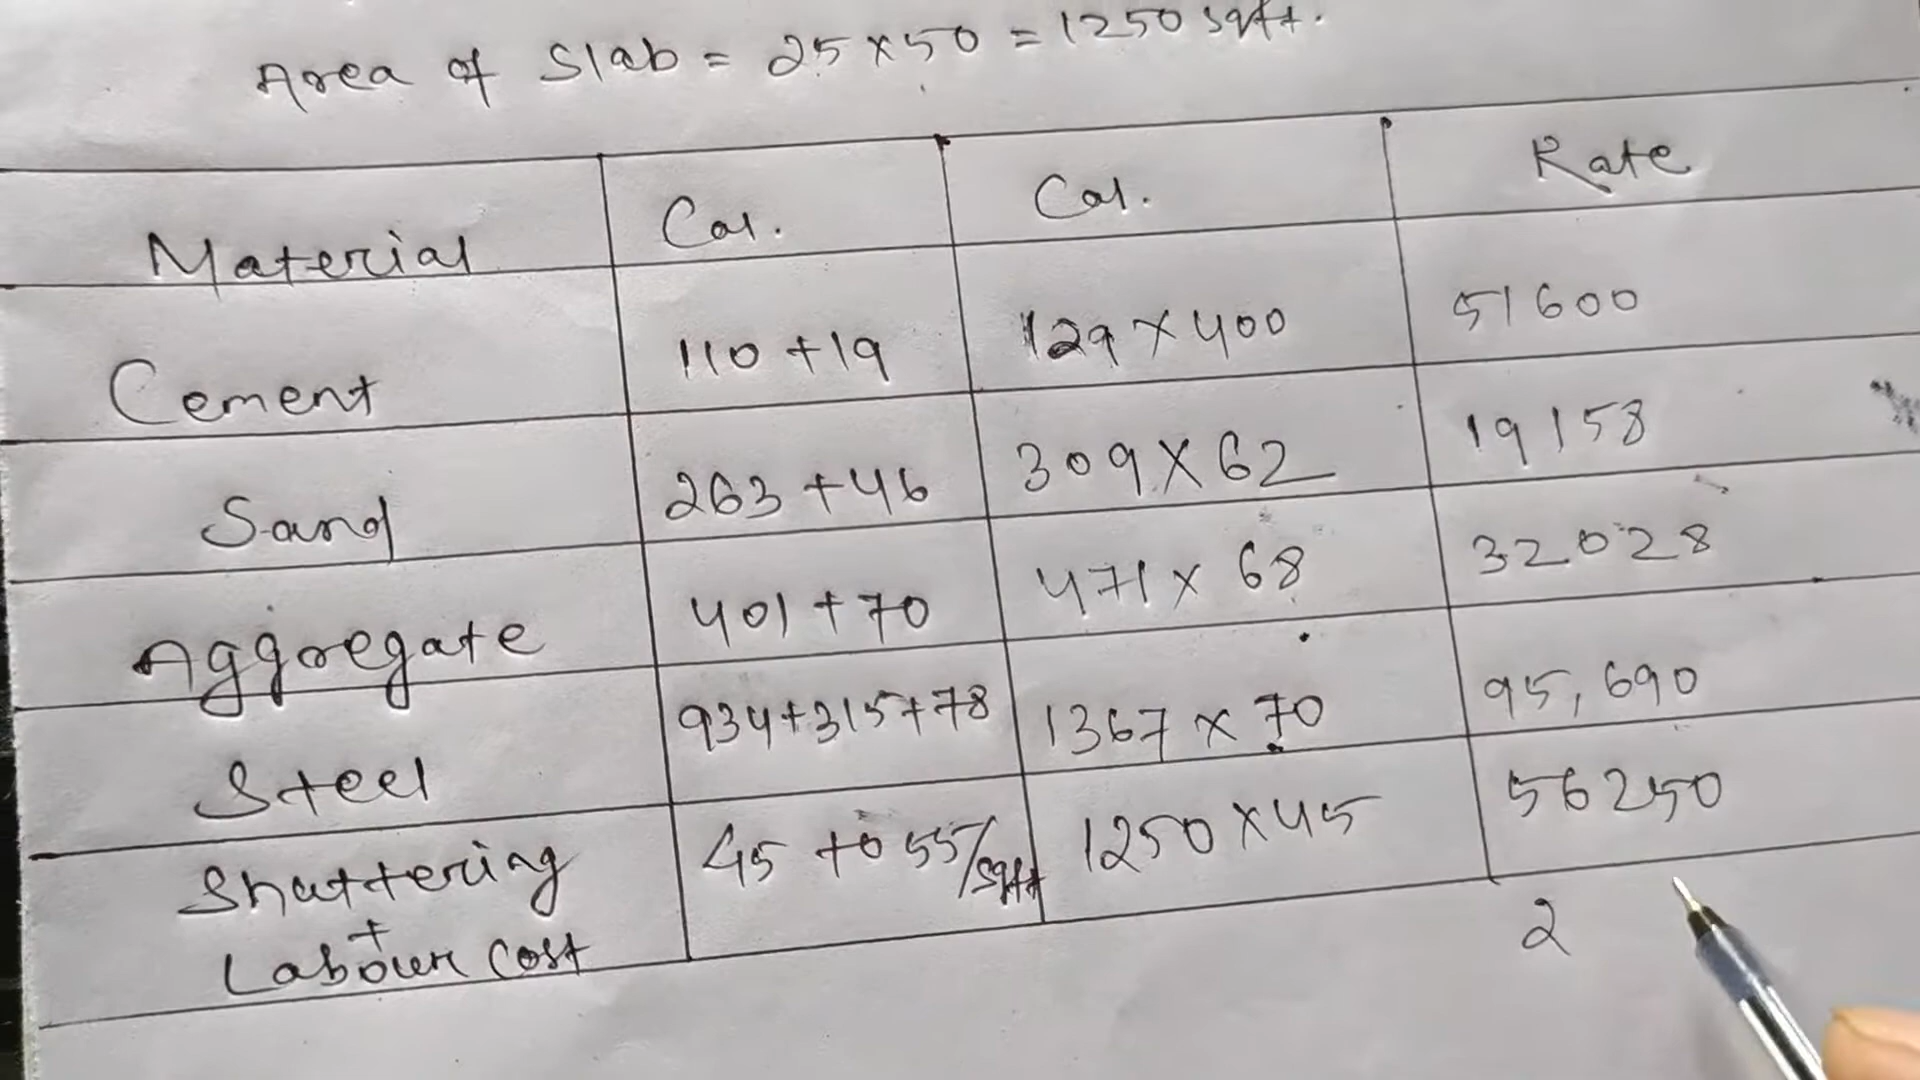 Area of Slab = 25 x 50 = 1250 sqft.
Material Cal. Cal. Rate
Cement 110 + 19 129 x 400 51600
Sand 263 + 46 309 x 62 19158
Aggregate 401 + 70 471 x 68 32028
Steel 934+315+78 1367 x 70 95,690
Shuttering 45 to 55/sqft 1250 x 45 56250
+
Labour cost
2